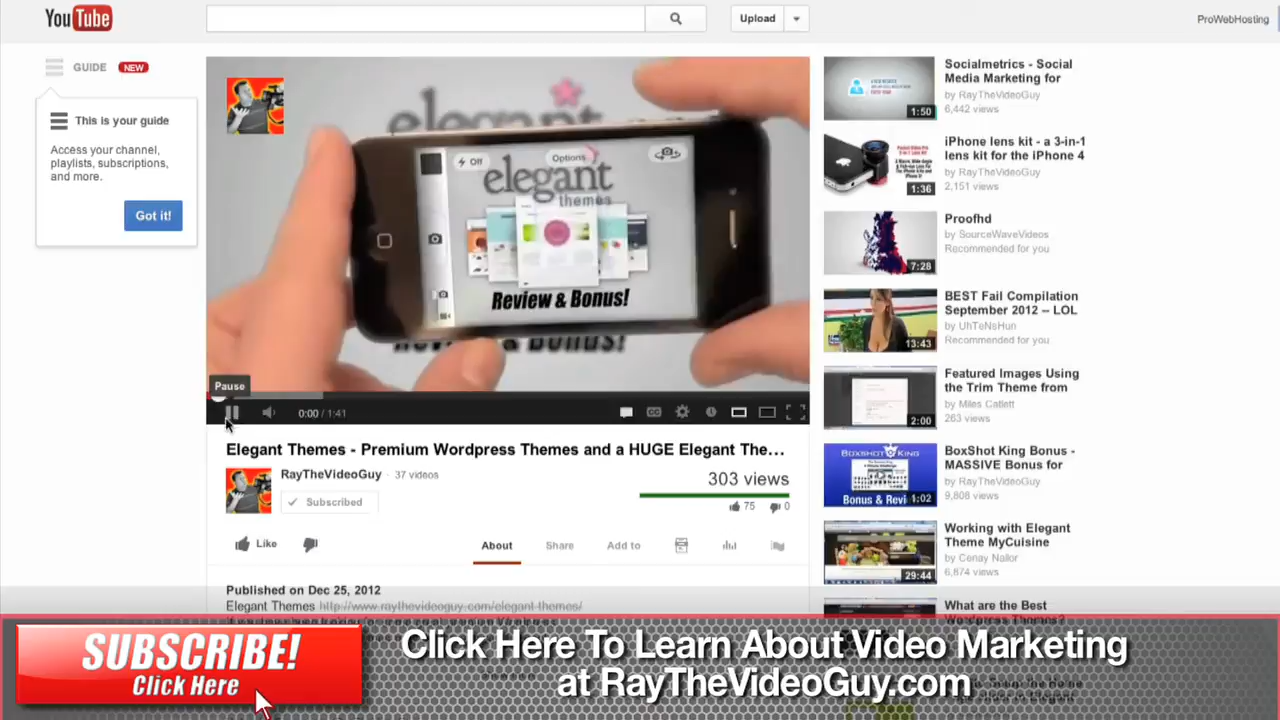 YouTube
Upload
ProWebHosting
GUIDE NEW
This is your guide
Access your channel,
playlists, subscriptions,
and more.
Got it!
elegant
Off
Options
elegant
themes
Review & Bonus!
Pause
0:00 / 1:41
Elegant Themes - Premium Wordpress Themes and a HUGE Elegant The...
RayTheVideoGuy · 37 videos
Subscribed
303 views
75 0
Like
About
Share
Add to
Published on Dec 25, 2012
Elegant Themes http://www.raythevideoguy.com/elegant-themes/
Socialmetrics - Social
Media Marketing for
by RayTheVideoGuy
6,442 views
1:50
iPhone lens kit - a 3-in-1
lens kit for the iPhone 4
by RayTheVideoGuy
2,151 views
1:36
Proofhd
by SourceWaveVideos
Recommended for you
7:28
BEST Fail Compilation
September 2012 -- LOL
by UhTeNsHun
Recommended for you
13:43
Featured Images Using
the Trim Theme from
by Miles Catlett
263 views
2:00
BoxShot King Bonus -
MASSIVE Bonus for
by RayTheVideoGuy
9,808 views
BOXSHOT KING
Bonus & Revi
1:02
Working with Elegant
Theme MyCuisine
by Cenay Nailor
6,874 views
29:44
What are the Best
Wordpress Themes?
SUBSCRIBE!
Click Here
Click Here To Learn About Video Marketing
at RayTheVideoGuy.com